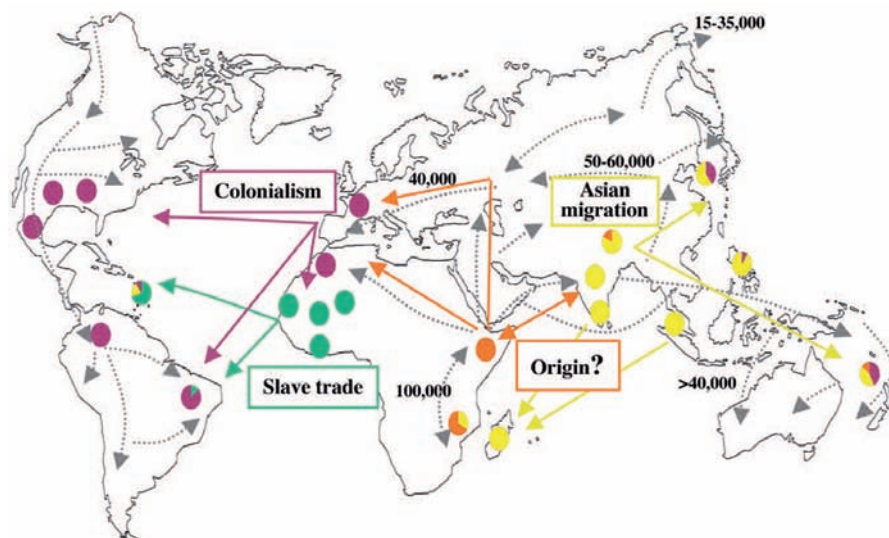 15-35,000
50-60,000
40,000
Colonialism
Asian
migration
Origin?
Slave trade
100,000
>40,000